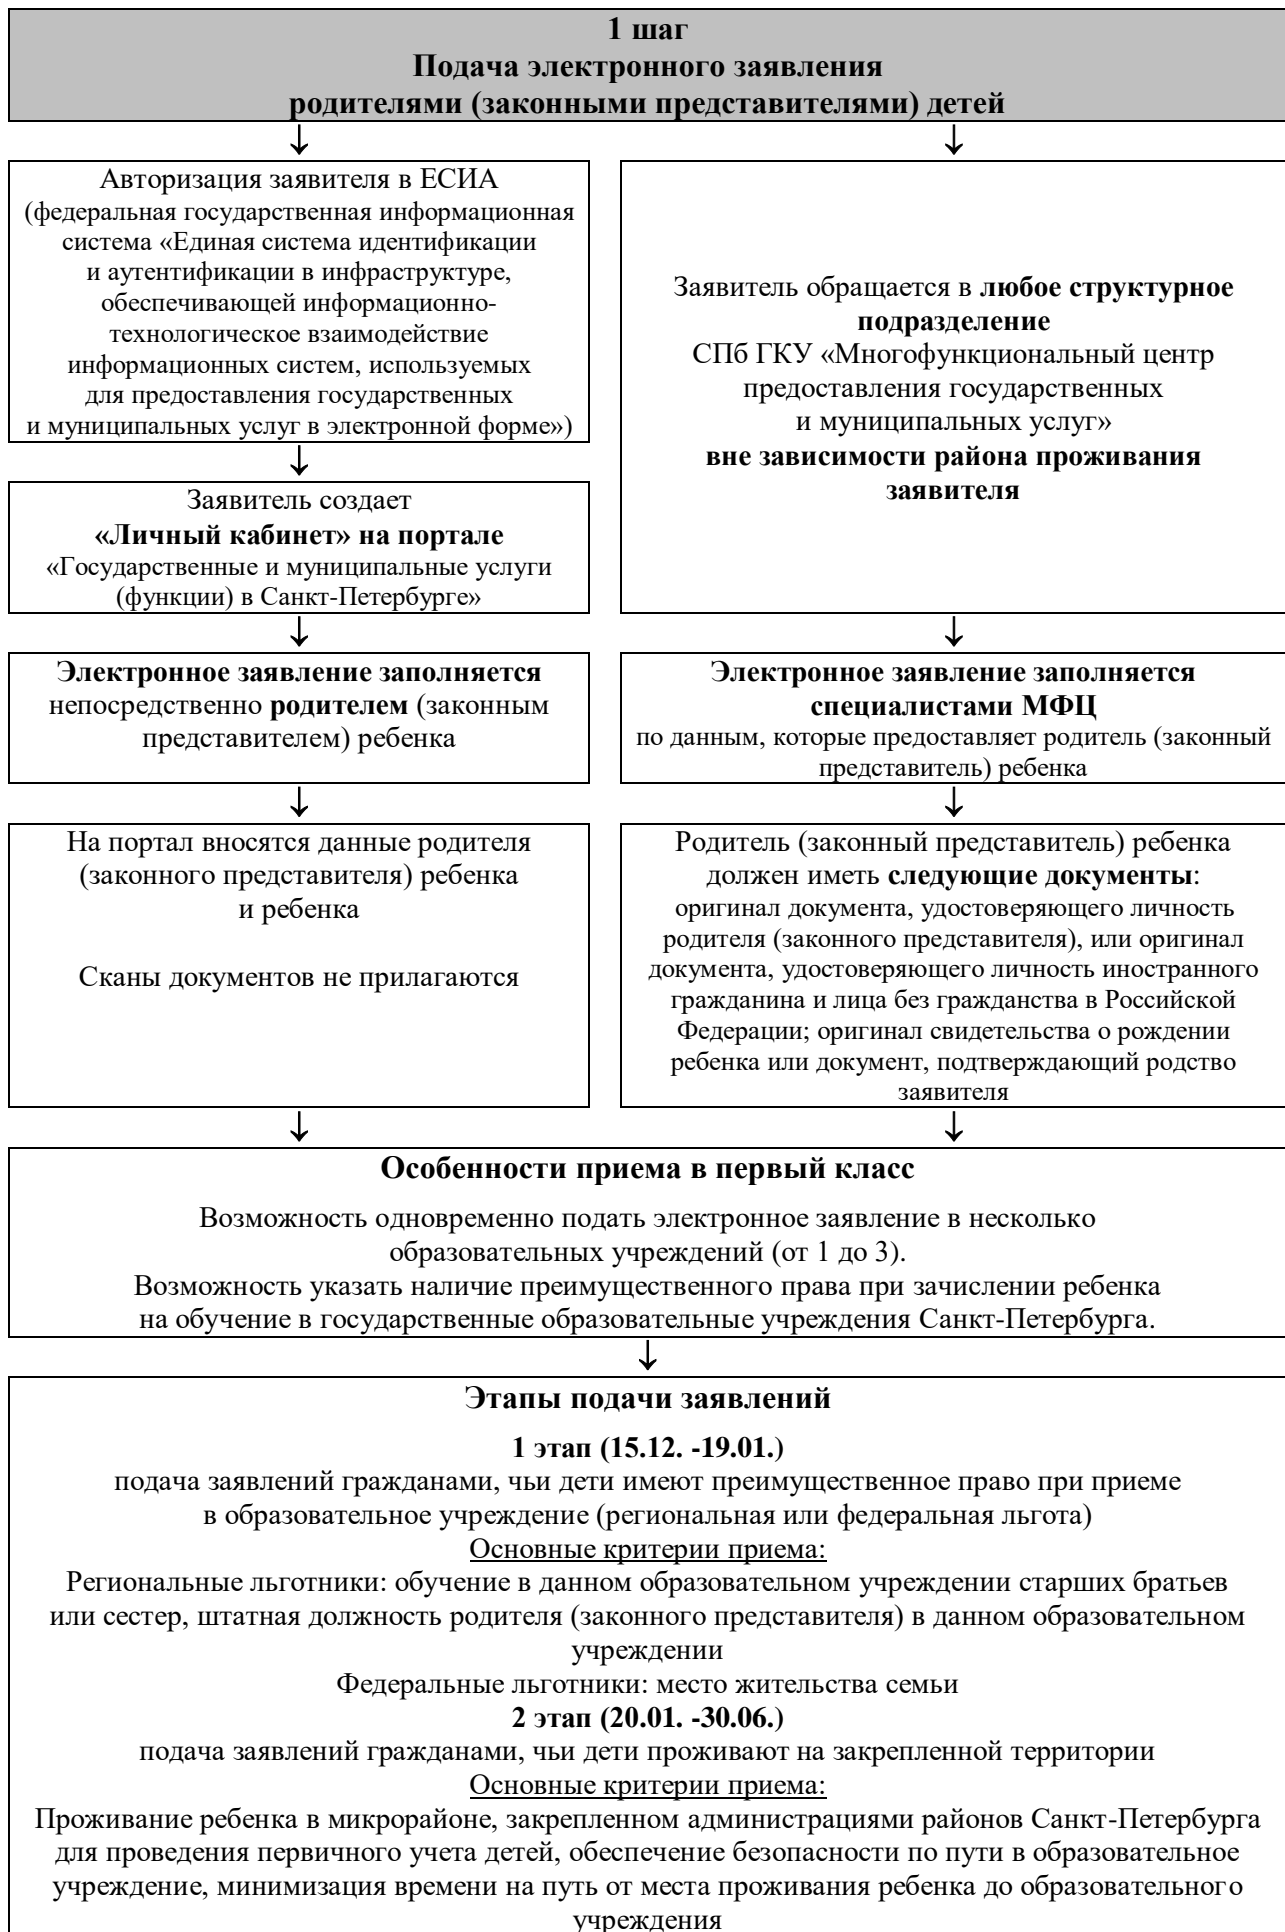 1 шаг
Подача электронного заявления
родителями (законными представителями) детей
↓
↓
Авторизация заявителя в ЕСИА
(федеральная государственная информационная
система «Единая система идентификации
и аутентификации в инфраструктуре,
обеспечивающей информационно-
технологическое взаимодействие
информационных систем, используемых
для предоставления государственных
и муниципальных услуг в электронной форме»)
↓
Заявитель создает
«Личный кабинет» на портале
«Государственные и муниципальные услуги
(функции) в Санкт-Петербурге»
↓
Электронное заявление заполняется
непосредственно родителем (законным
представителем) ребенка
↓
На портал вносятся данные родителя
(законного представителя) ребенка
и ребенка
Сканы документов не прилагаются
↓
Заявитель обращается в любое структурное
подразделение
СПб ГКУ «Многофункциональный центр
предоставления государственных
и муниципальных услуг»
вне зависимости района проживания
заявителя
↓
Электронное заявление заполняется
специалистами МФЦ
по данным, которые предоставляет родитель (законный
представитель) ребенка
↓
Родитель (законный представитель) ребенка
должен иметь следующие документы:
оригинал документа, удостоверяющего личность
родителя (законного представителя), или оригинал
документа, удостоверяющего личность иностранного
гражданина и лица без гражданства в Российской
Федерации; оригинал свидетельства о рождении
ребенка или документ, подтверждающий родство
заявителя
↓
Особенности приема в первый класс
Возможность одновременно подать электронное заявление в несколько
образовательных учреждений (от 1 до 3).
Возможность указать наличие преимущественного права при зачислении ребенка
на обучение в государственные образовательные учреждения Санкт-Петербурга.
↓
Этапы подачи заявлений
1 этап (15.12. -19.01.)
подача заявлений гражданами, чьи дети имеют преимущественное право при приеме
в образовательное учреждение (региональная или федеральная льгота)
Основные критерии приема:
Региональные льготники: обучение в данном образовательном учреждении старших братьев
или сестер, штатная должность родителя (законного представителя) в данном образовательном
учреждении
Федеральные льготники: место жительства семьи
2 этап (20.01. -30.06.)
подача заявлений гражданами, чьи дети проживают на закрепленной территории
Основные критерии приема:
Проживание ребенка в микрорайоне, закрепленном администрациями районов Санкт-Петербурга
для проведения первичного учета детей, обеспечение безопасности по пути в образовательное
учреждение, минимизация времени на путь от места проживания ребенка до образовательного
учреждения